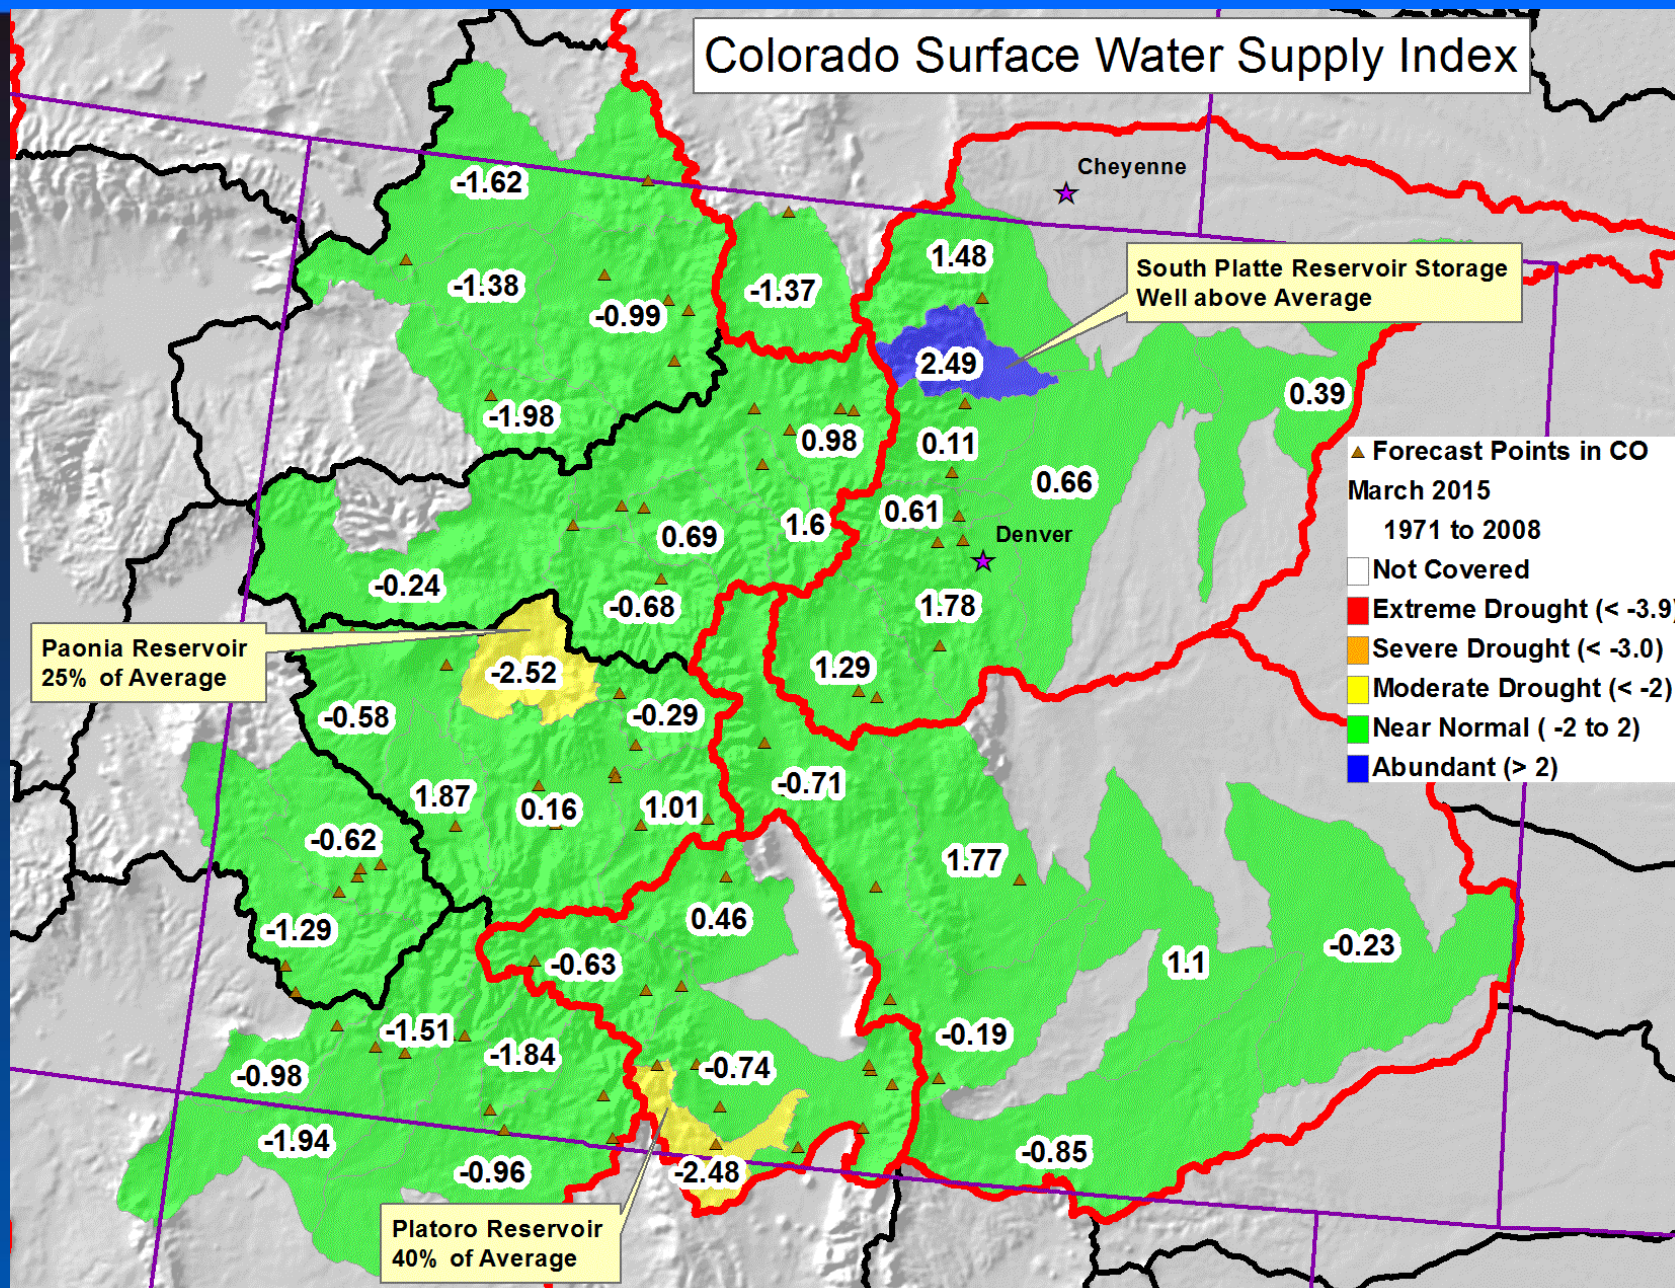 Colorado Surface Water Supply Index
Cheyenne
-1.62
1.48
South Platte Reservoir Storage
Well above Average
-1.38
-1.37
-0.99
2.49
0.39
-1.98
0.98
0.11
0.66
0.61
1.6
0.69
Denver
-0.24
-0.68
1.78
Paonia Reservoir
25% of Average
-2.52
1.29
-0.58
-0.29
Forecast Points in CO
March 2015
1971 to 2008
Not Covered
Extreme Drought (< -3.9)
Severe Drought (< -3.0)
Moderate Drought (< -2)
Near Normal ( -2 to 2)
Abundant (> 2)
-0.71
1.87
0.16
1.01
-0.62
1.77
0.46
-1.29
-0.63
1.1
-0.23
-1.51
-0.19
-1.84
-0.98
-0.74
-1.94
-0.96
-2.48
-0.85
Platoro Reservoir
40% of Average